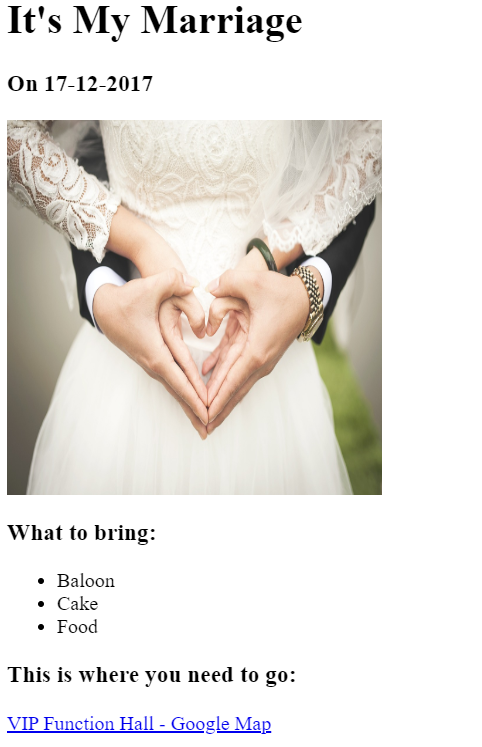 It's My Marriage
On 17-12-2017
What to bring:
Baloon
Cake
Food
This is where you need to go:
VIP Function Hall - Google Map